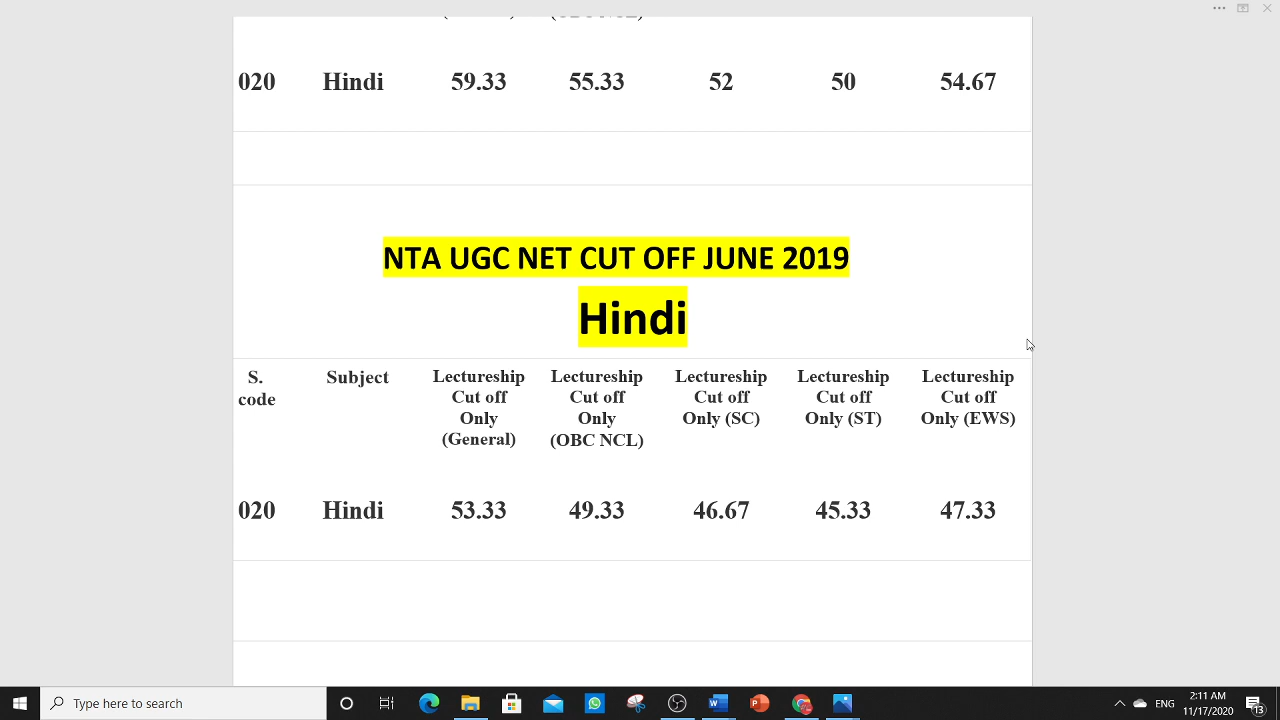 020 Hindi 59.33 55.33 52 50 54.67
NTA UGC NET CUT OFF JUNE 2019
Hindi
S. code Subject Lectureship Cut off Only (General) Lectureship Cut off Only (OBC NCL) Lectureship Cut off Only (SC) Lectureship Cut off Only (ST) Lectureship Cut off Only (EWS)
020 Hindi 53.33 49.33 46.67 45.33 47.33
Type here to search
ENG
2:11 AM
11/17/2020
13